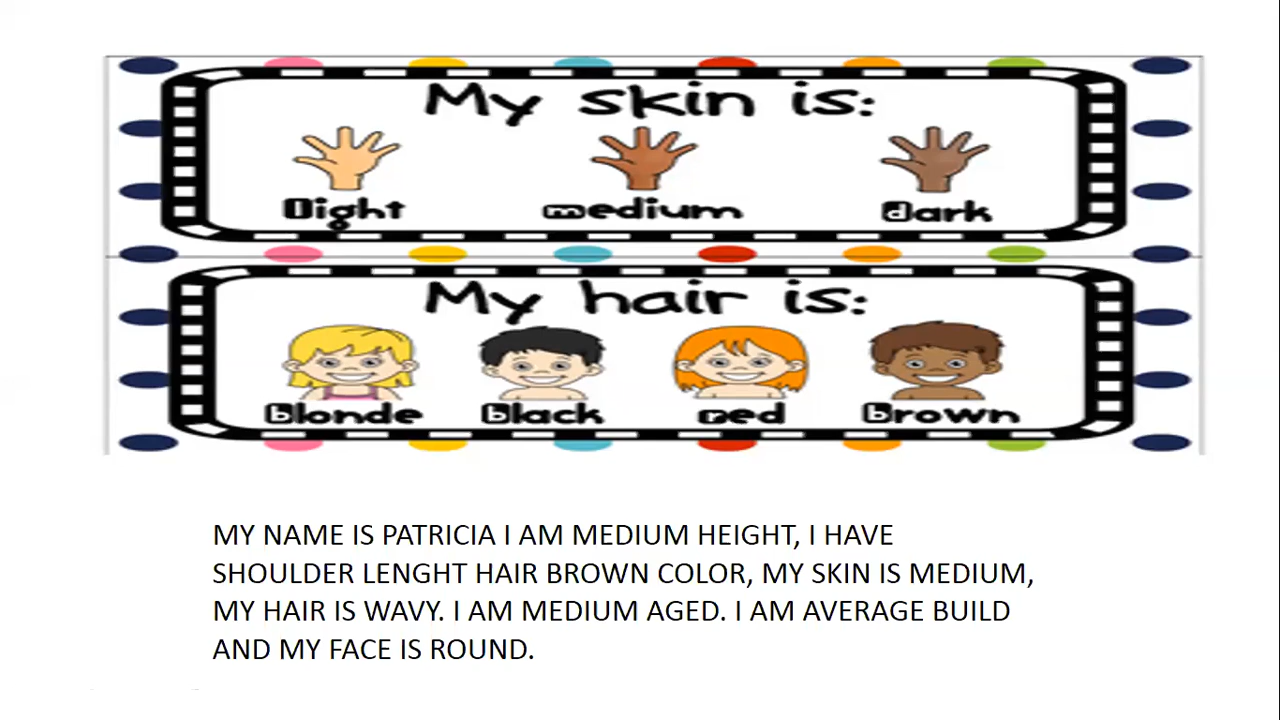 My skin is:
light medium dark
My hair is:
blonde black red brown
MY NAME IS PATRICIA I AM MEDIUM HEIGHT, I HAVE
SHOULDER LENGHT HAIR BROWN COLOR, MY SKIN IS MEDIUM,
MY HAIR IS WAVY. I AM MEDIUM AGED. I AM AVERAGE BUILD
AND MY FACE IS ROUND.